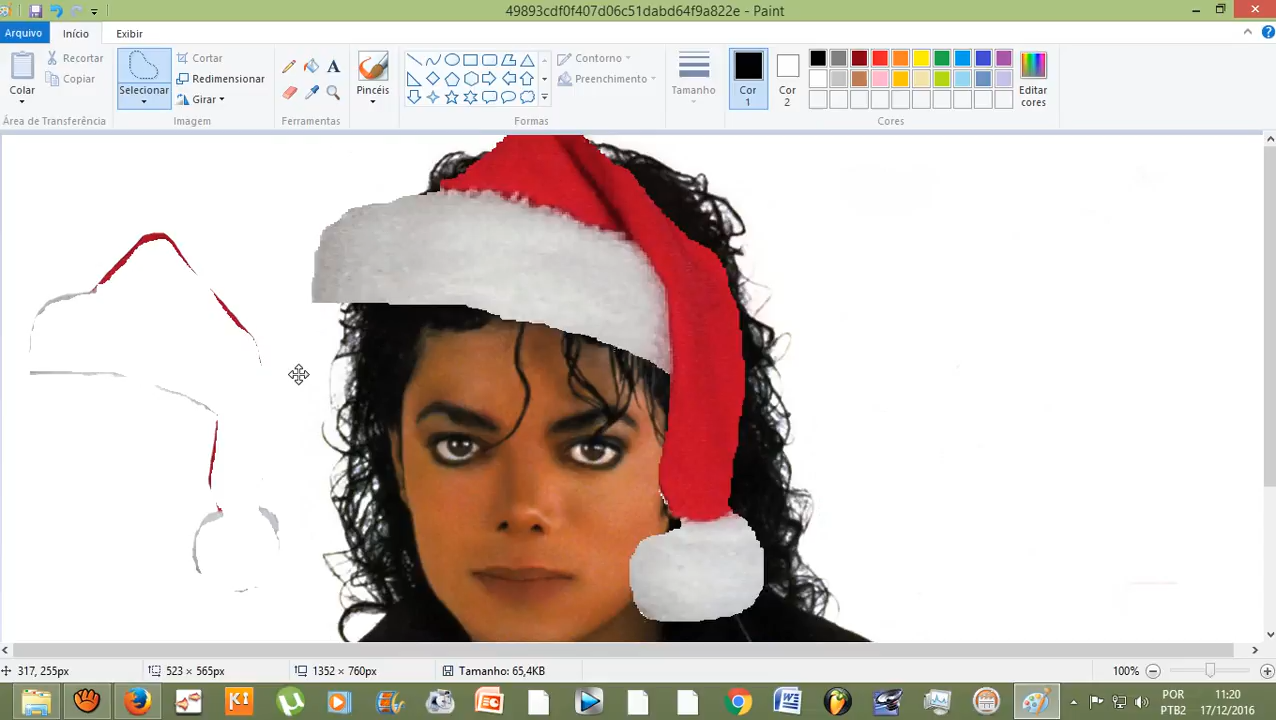 49893cdf0f407d06c51dabd64f9a822e - Paint
Arquivo
Início
Exibir
Cola
Recortar
Copiar
Área de Transferência
Selecionar
Cortar
Redimensionar
Girar
Imagem
A
Ferramentas
Pincéis
Contorno
Preenchimento
Formas
Tamanho
Cor
1
Cor
2
Editar
cores
Cores
317, 255px
523 × 565px
1352 × 760px
Tamanho: 65,4KB
100%
POR
PTB2
11:20
17/12/2016